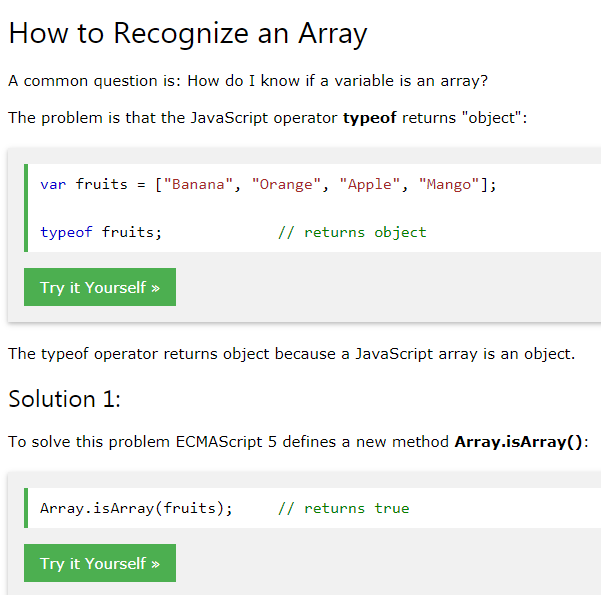 How to Recognize an Array
A common question is: How do I know if a variable is an array?
The problem is that the JavaScript operator typeof returns "object":
var fruits = ["Banana", "Orange", "Apple", "Mango"];
typeof fruits;             // returns object
Try it Yourself »
The typeof operator returns object because a JavaScript array is an object.
Solution 1:
To solve this problem ECMAScript 5 defines a new method Array.isArray():
Array.isArray(fruits);     // returns true
Try it Yourself »